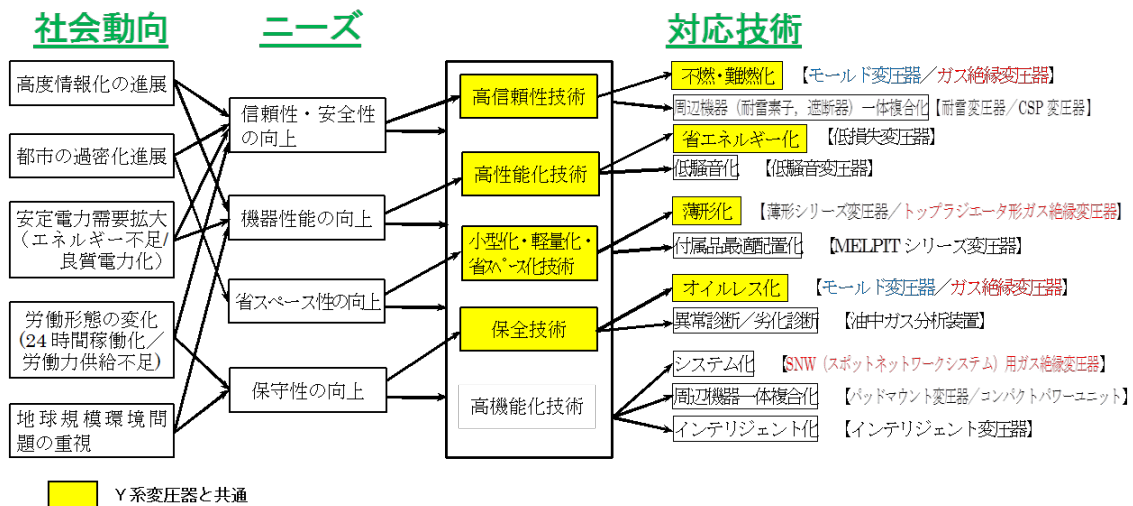 社会動向
ニーズ
対応技術
高度情報化の進展
都市の過密化進展
安定電力需要拡大
（エネルギー不足/
良質電力化）
労働形態の変化
(24時間稼働化／
労働力供給不足)
地球規模環境問
題の重視
信頼性・安全性
の向上
機器性能の向上
省スペース性の向上
保守性の向上
高信頼性技術
高性能化技術
小型化・軽量化・
省スペース化技術
保全技術
高機能化技術
不燃・難燃化 【モールド変圧器／ガス絶縁変圧器】
周辺機器（耐雷素子，遮断器）一体複合化【耐雷変圧器／CSP変圧器】
省エネルギー化 【低損失変圧器】
低騒音化 【低騒音変圧器】
薄形化 【薄形シリーズ変圧器／トップラジエータ形ガス絶縁変圧器】
付属品最適配置化 【MELPITシリーズ変圧器】
オイルレス化 【モールド変圧器／ガス絶縁変圧器】
異常診断／劣化診断 【油中ガス分析装置】
システム化 【SNW（スポットネットワークシステム）用ガス絶縁変圧器】
周辺機器一体複合化 【パッドマウント変圧器／コンパクトパワーユニット】
インテリジェント化 【インテリジェント変圧器】
Ｙ系変圧器と共通